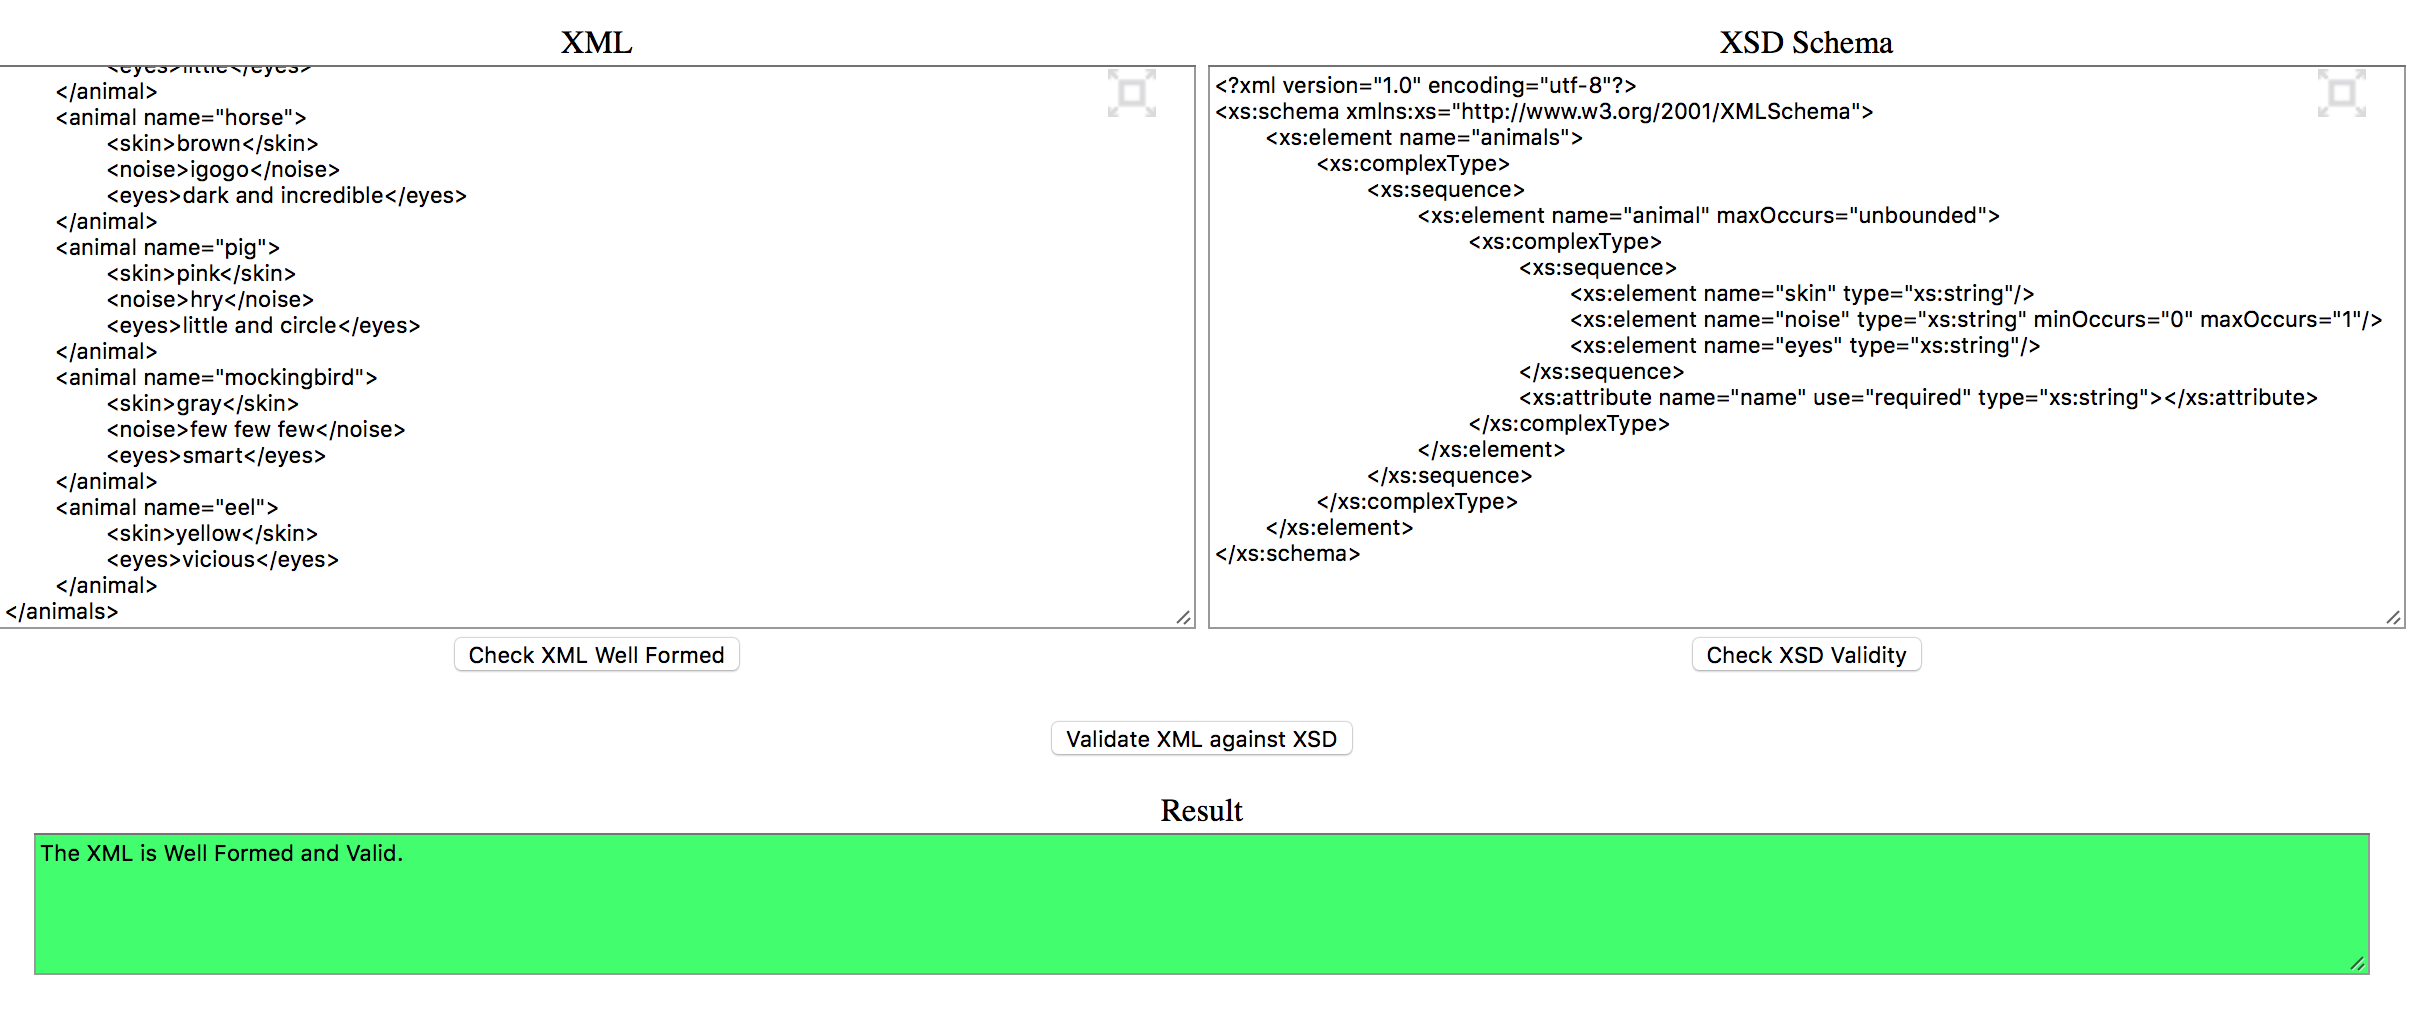 XML
<eyes>little</eyes>
</animal>
<animal name="horse">
<skin>brown</skin>
<noise>igogo</noise>
<eyes>dark and incredible</eyes>
</animal>
<animal name="pig">
<skin>pink</skin>
<noise>hry</noise>
<eyes>little and circle</eyes>
</animal>
<animal name="mockingbird">
<skin>gray</skin>
<noise>few few few</noise>
<eyes>smart</eyes>
</animal>
<animal name="eel">
<skin>yellow</skin>
<eyes>vicious</eyes>
</animal>
</animals>
Check XML Well Formed
XSD Schema
<?xml version="1.0" encoding="utf-8"?>
<xs:schema xmlns:xs="http://www.w3.org/2001/XMLSchema">
<xs:element name="animals">
<xs:complexType>
<xs:sequence>
<xs:element name="animal" maxOccurs="unbounded">
<xs:complexType>
<xs:sequence>
<xs:element name="skin" type="xs:string"/>
<xs:element name="noise" type="xs:string" minOccurs="0" maxOccurs="1"/>
<xs:element name="eyes" type="xs:string"/>
</xs:sequence>
<xs:attribute name="name" use="required" type="xs:string"></xs:attribute>
</xs:complexType>
</xs:element>
</xs:sequence>
</xs:complexType>
</xs:element>
</xs:schema>
Check XSD Validity
Validate XML against XSD
Result
The XML is Well Formed and Valid.